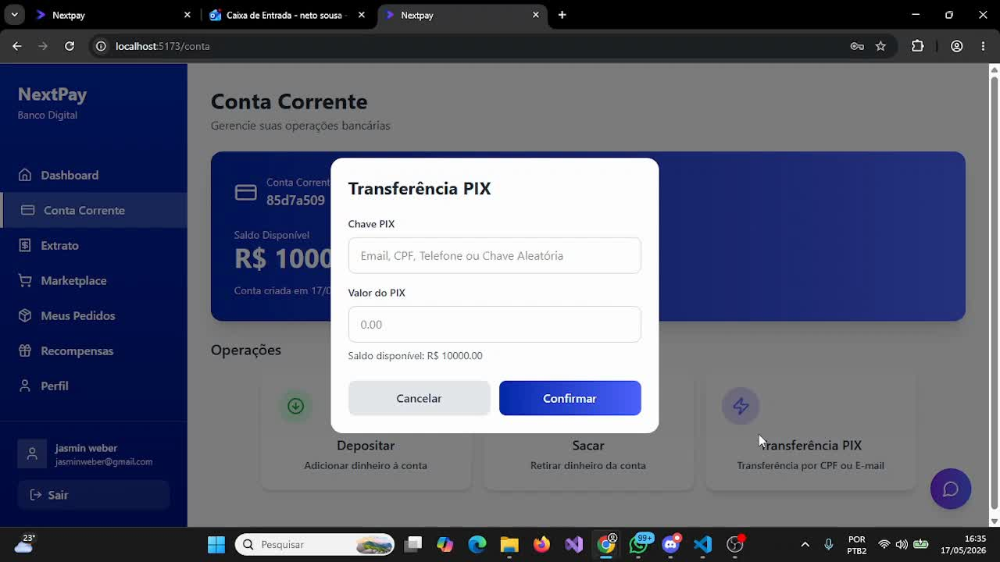 Nextpay
Caixa de Entrada - neto sousa
Nextpay
localhost:5173/conta
NextPay
Banco Digital
Dashboard
Conta Corrente
Extrato
Marketplace
Meus Pedidos
Recompensas
Perfil
jasmin weber
jasminweber@gmail.com
Sair
Conta Corrente
Gerencie suas operações bancárias
Conta Corrent
85d7a509
Saldo Disponível
R$ 1000
Conta criada em 17/0
Transferência PIX
Chave PIX
Email, CPF, Telefone ou Chave Aleatória
Valor do PIX
0.00
Saldo disponível: R$ 10000.00
Cancelar
Confirmar
Operações
Depositar
Adicionar dinheiro à conta
Sacar
Retirar dinheiro da conta
Transferência PIX
Transferência por CPF ou E-mail
23°
Pesquisar
99+
POR
PTB2
16:35
17/05/2026